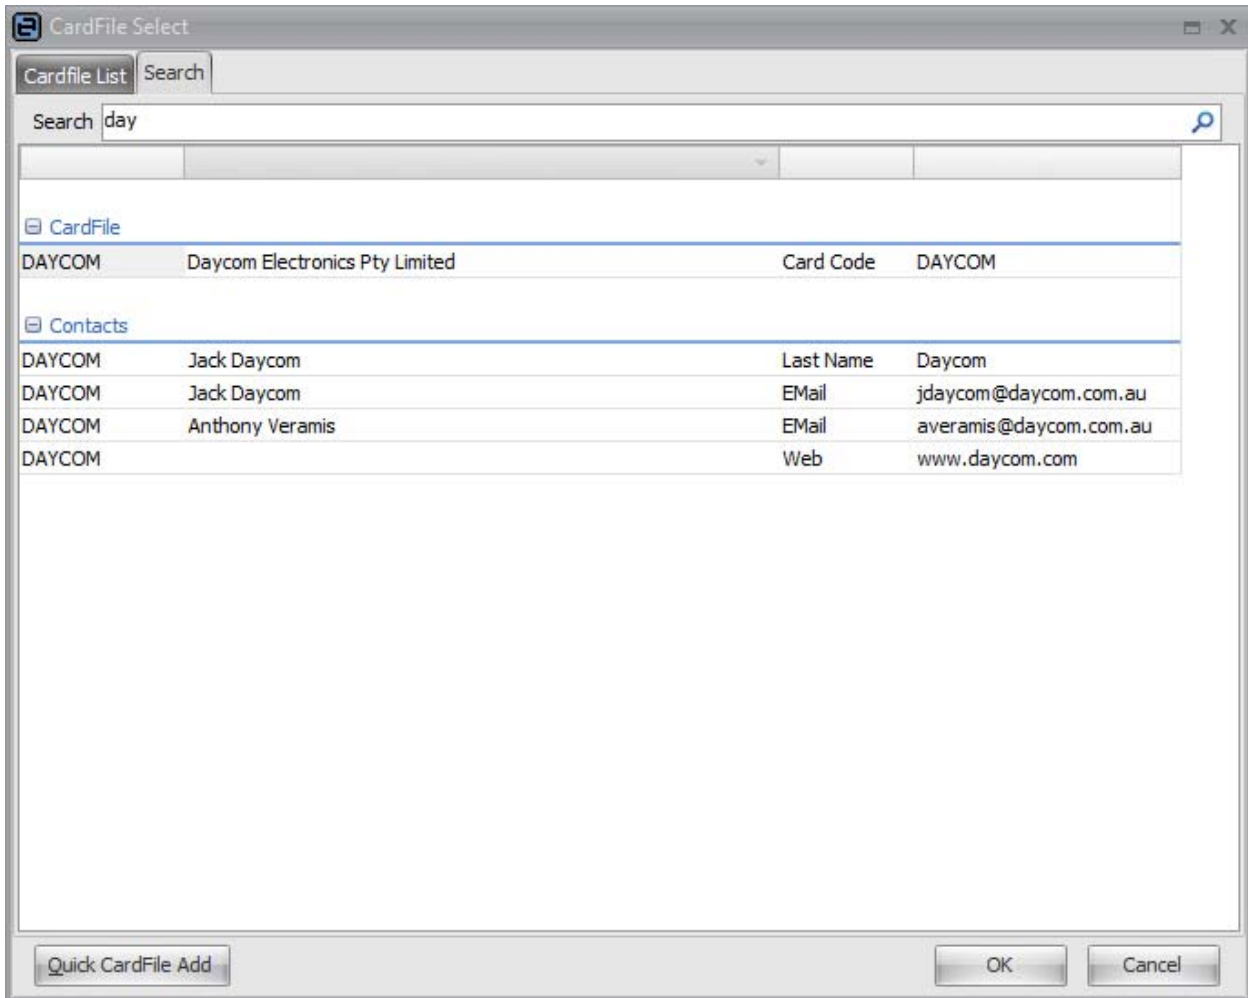 CardFile Select
Cardfile List Search
Search day
CardFile
DAYCOM Daycom Electronics Pty Limited Card Code DAYCOM
Contacts
DAYCOM Jack Daycom Last Name Daycom
DAYCOM Jack Daycom EMail jdaycom@daycom.com.au
DAYCOM Anthony Veramis EMail averamis@daycom.com.au
DAYCOM Web www.daycom.com
Quick CardFile Add OK Cancel